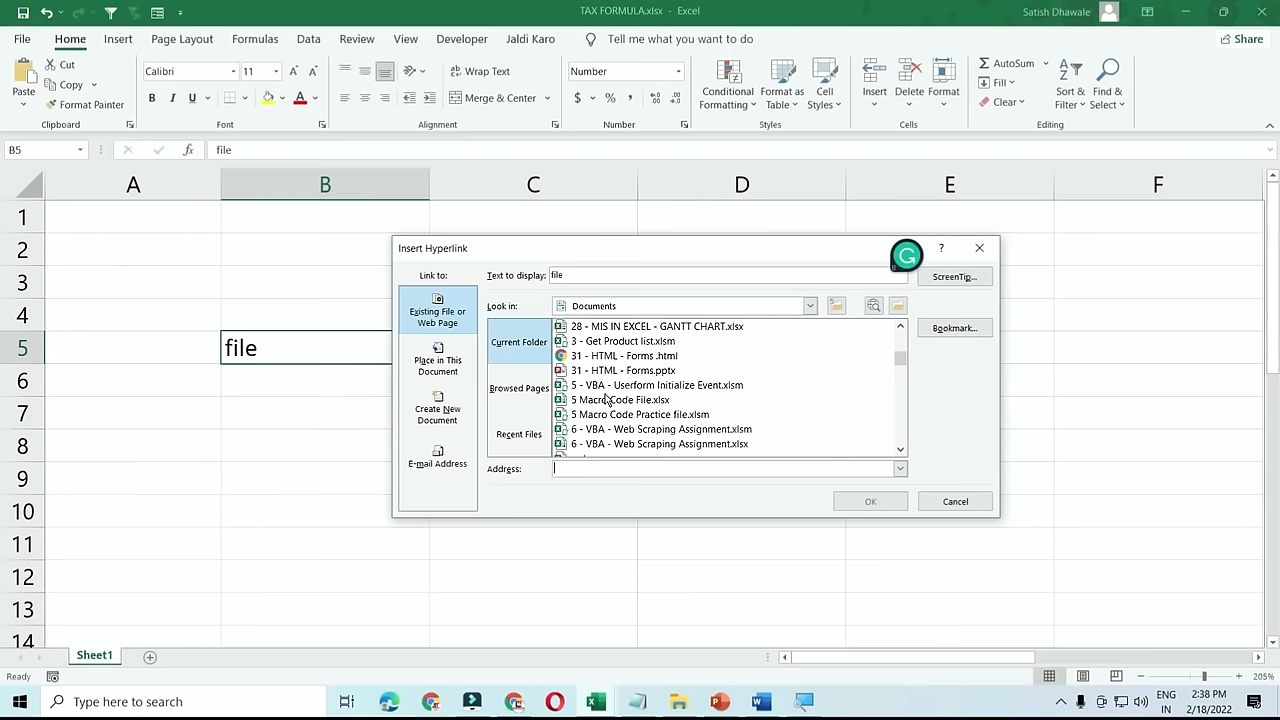 TAX FORMULA.xlsx - Excel
Satish Dhawale
File Home Insert Page Layout Formulas Data Review View Developer Jaldi Karo Tell me what you want to do Share
Paste
Cut
Copy
Format Painter
Clipboard
Calibri 11
B I U A
Font
Wrap Text
Merge & Center
Alignment
Number
$ % ,
Number
Conditional Formatting
Format as Table
Cell Styles
Styles
Insert Delete Format
Cells
AutoSum
Fill
Clear
Sort & Filter
Find & Select
Editing
B5 fx file
A B C D E F
1
2
3
4
5 file
6
7
8
9
10
11
12
13
14
Insert Hyperlink ?
Link to:
Text to display: file
ScreenTip...
Existing File or Web Page
Look in: Documents
Bookmark...
Place in This Document
Create New Document
E-mail Address
Current Folder
Browsed Pages
Recent Files
28 - MIS IN EXCEL - GANTT CHART.xlsx
3 - Get Product list.xlsm
31 - HTML - Forms .html
31 - HTML - Forms.pptx
5 - VBA - Userform Initialize Event.xlsm
5 Macro Code File.xlsx
5 Macro Code Practice file.xlsm
6 - VBA - Web Scraping Assignment.xlsm
6 - VBA - Web Scraping Assignment.xlsx
Address:
OK Cancel
Sheet1
Ready
205%
Type here to search
ENG
IN
2:38 PM
2/18/2022